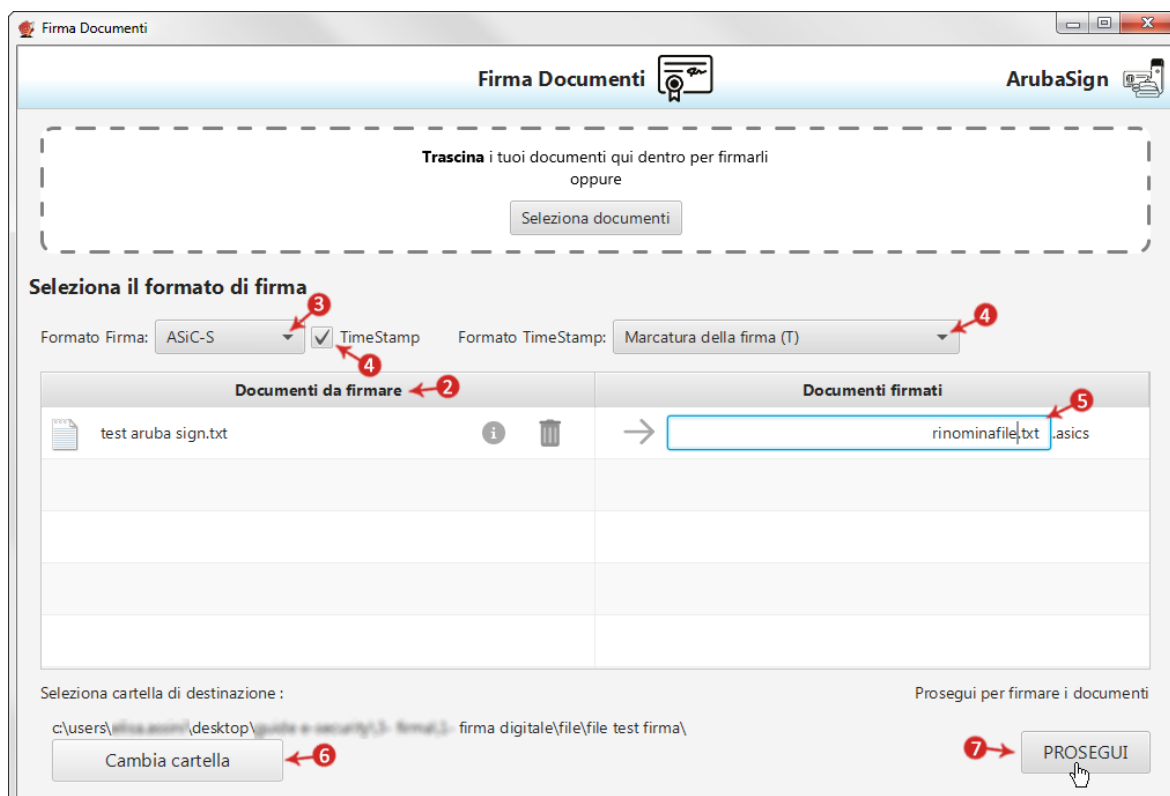 Firma Documenti
Firma Documenti
ArubaSign
Trascina i tuoi documenti qui dentro per firmarli
oppure
Seleziona documenti
Seleziona il formato di firma
3
Formato Firma: ASiC-S TimeStamp Formato TimeStamp: Marcatura della firma (T) 4
4
Documenti da firmare 2 Documenti firmati
5
test aruba sign.txt i rinominafile.txt .asics
Seleziona cartella di destinazione : Prosegui per firmare i documenti
c:\users\ \desktop\ firma digitale\file\file test firma\
Cambia cartella 6 7 PROSEGUI